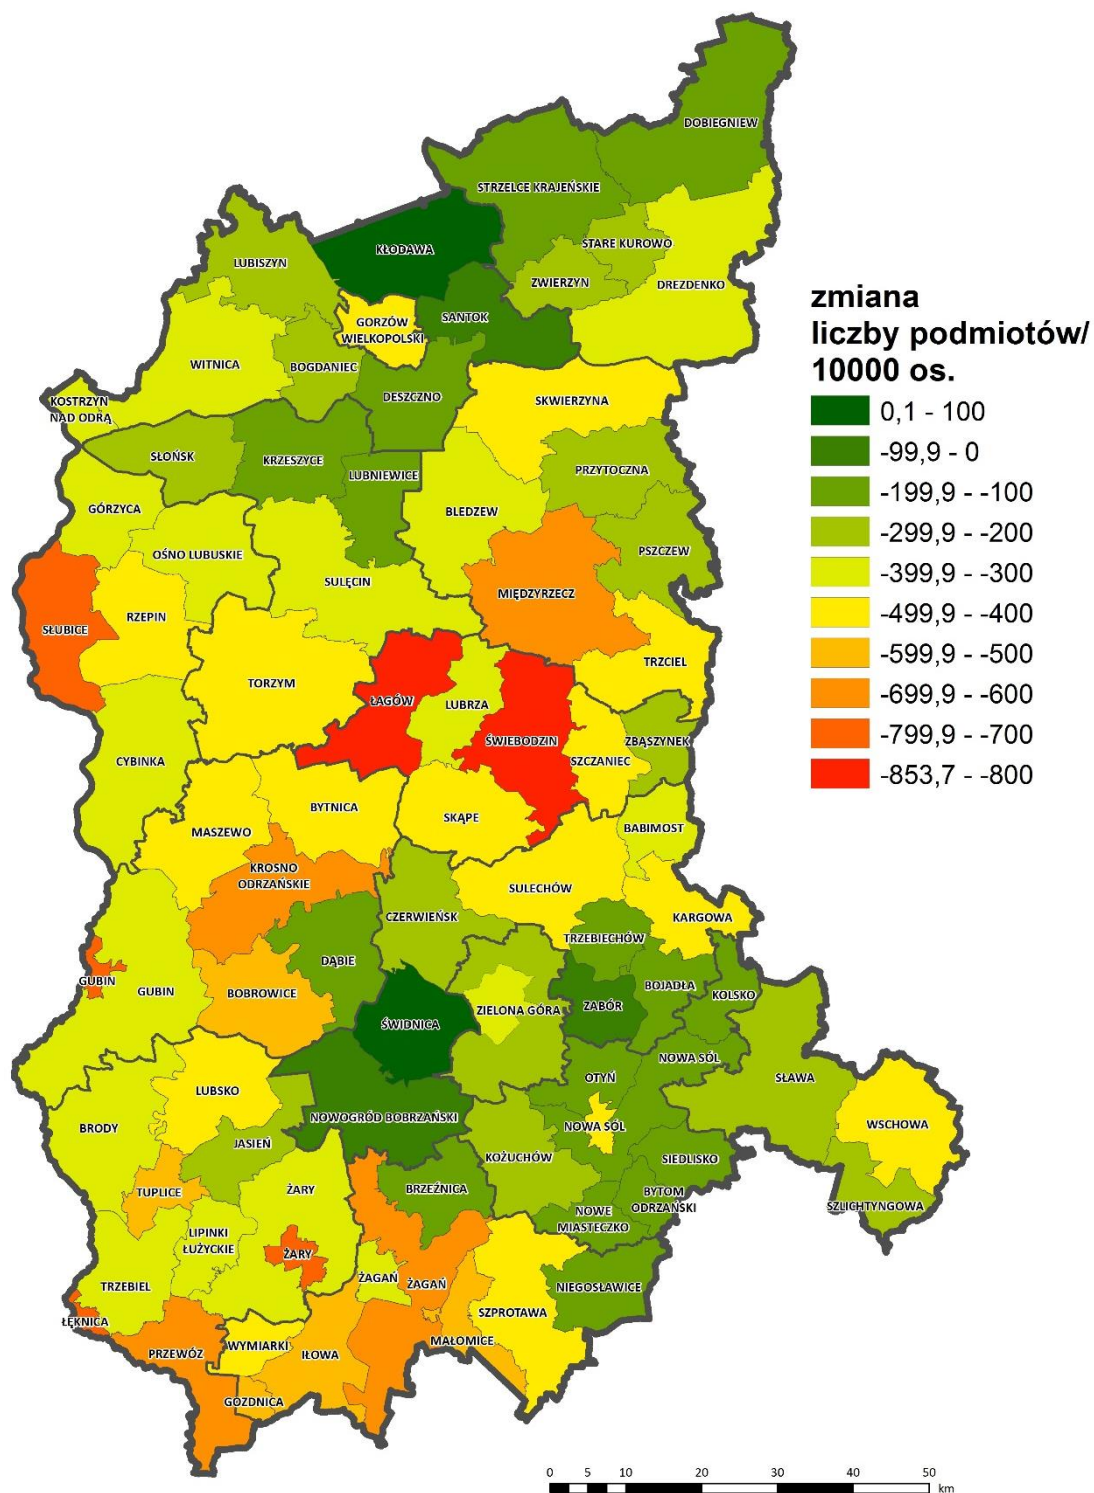 DOBIEGNIEW
STRZELCE KRAJEŃSKIE
STARE KUROWO
KŁODAWA
LUBISZYN
ZWIERZYN
DREZDENKO
zmiana
liczby podmiotów/
10000 os.
0,1 - 100
-99,9 - 0
-199,9 - -100
-299,9 - -200
-399,9 - -300
-499,9 - -400
-599,9 - -500
-699,9 - -600
-799,9 - -700
-853,7 - -800
SANTOK
GORZÓW
WIELKOPOLSKI
WITNICA
BOGDANIEC
DESZCZNO
SKWIERZYNA
KOSTRZYN
NAD ODRĄ
SŁOŃSK
KRZESZYCE
LUBNIEWICE
PRZYTOCZNA
GÓRZYCA
BLEDZEW
OŚNO LUBUSKIE
PSZCZEW
SULĘCIN
MIĘDZYRZECZ
SŁUBICE
RZEPIN
TRZCIEL
TORZYM
ŁAGÓW
LUBRZA
ŚWIEBODZIN
ZBĄSZYNEK
CYBINKA
SZCZANIEC
BYTNICA
SKĄPE
BABIMOST
MASZEWO
KROSNO
ODRZAŃSKIE
SULECHÓW
CZERWIEŃSK
KARGOWA
TRZEBIECHÓW
DĄBIE
GUBIN
GUBIN
BOBROWICE
BOJADŁA
KOLSKO
ZIELONA GÓRA
ZABÓR
ŚWIDNICA
NOWA SÓL
OTYŃ
SŁAWA
LUBSKO
BRODY
NOWOGRÓD BOBRZAŃSKI
NOWA SÓL
WSCHOWA
JASIEŃ
KOŻUCHÓW
SIEDLISKO
TUPLICE
ŻARY
BRZEŹNICA
BYTOM
ODRZAŃSKI
SZLICHTYNGOWA
NOWE
MIASTECZKO
LIPINKI
ŁUŻYCKIE
ŻARY
ŻAGAŃ
ŻAGAŃ
TRZEBIEL
NIEGOSŁAWICE
SZPROTAWA
ŁĘKNICA
PRZEWÓZ
WYMIARKI
IŁOWA
MAŁOMICE
GOZDNICA
0 5 10 20 30 40 50
km